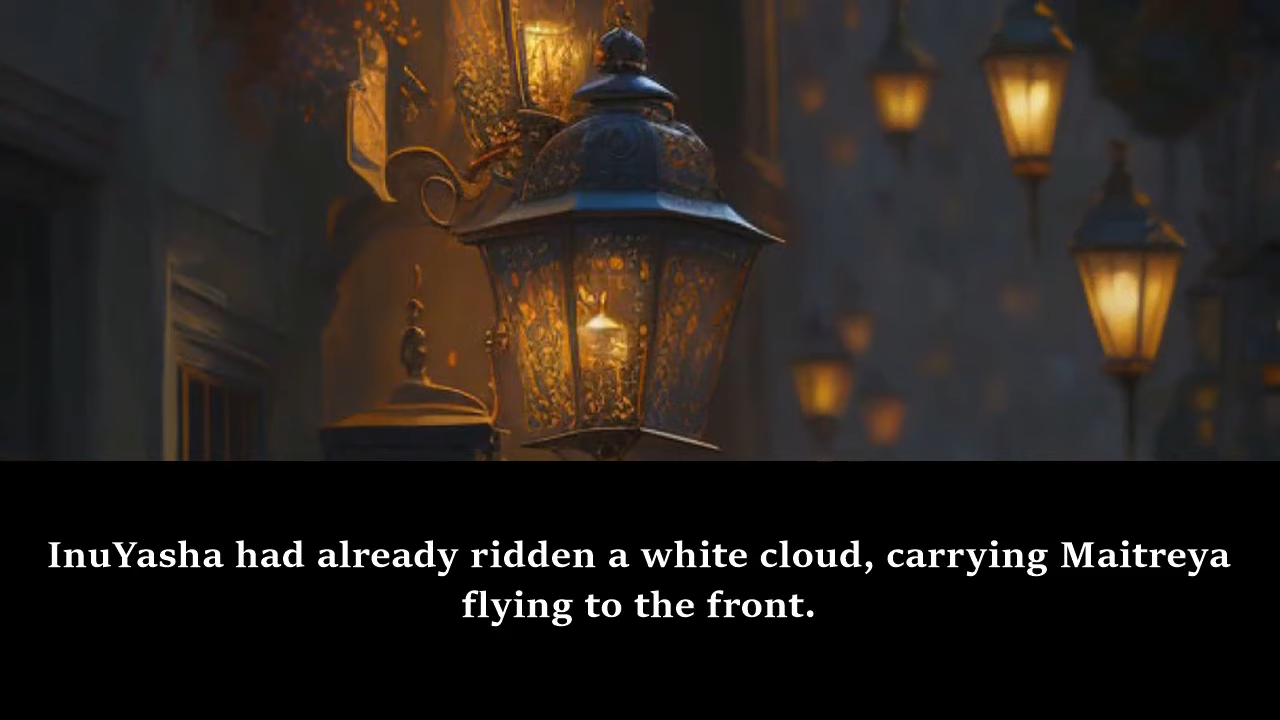 InuYasha had already ridden a white cloud, carrying Maitreya
flying to the front.